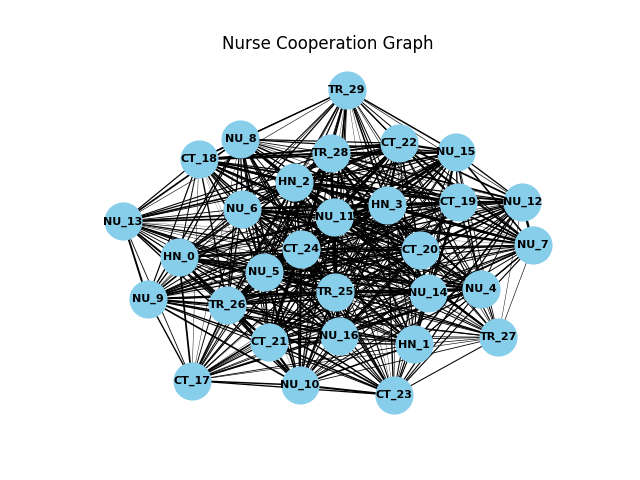 Nurse Cooperation Graph
TR_29
NU_8
CT_22
NU_15
TR_28
CT_18
HN_2
CT_19
NU_12
HN_3
NU_6
NU_11
NU_13
NU_7
CT_24
CT_20
HN_0
NU_5
NU_4
TR_25
NU_14
NU_9
TR_26
NU_16
TR_27
CT_21
HN_1
CT_17
NU_10
CT_23